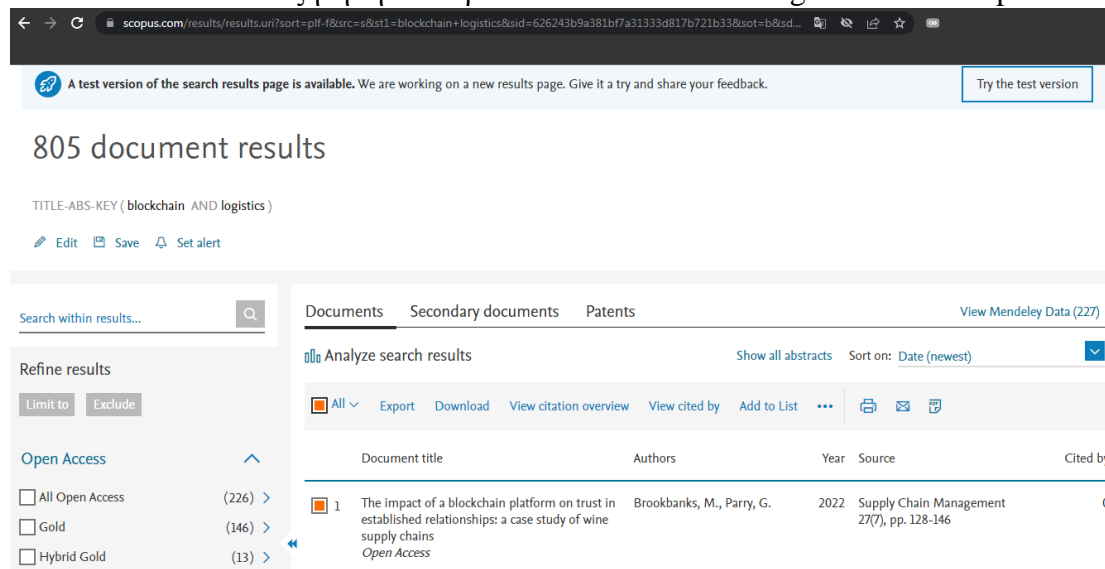 scopus.com/results/results.uri?sort=plf-f&src=s&st1=blockchain+logistics&sid=626243b9a381bf7a31333d817b721b33&sot=b&sd...
A test version of the search results page is available. We are working on a new results page. Give it a try and share your feedback.
Try the test version
805 document results
TITLE-ABS-KEY ( blockchain AND logistics )
Edit Save Set alert
Search within results...
Refine results
Limit to Exclude
Open Access
All Open Access (226)
Gold (146)
Hybrid Gold (13)
Documents Secondary documents Patents
View Mendeley Data (227)
Analyze search results
Show all abstracts Sort on: Date (newest)
All Export Download View citation overview View cited by Add to List
Document title Authors Year Source Cited by
1 The impact of a blockchain platform on trust in Brookbanks, M., Parry, G. 2022 Supply Chain Management
established relationships: a case study of wine 27(7), pp. 128-146
supply chains
Open Access